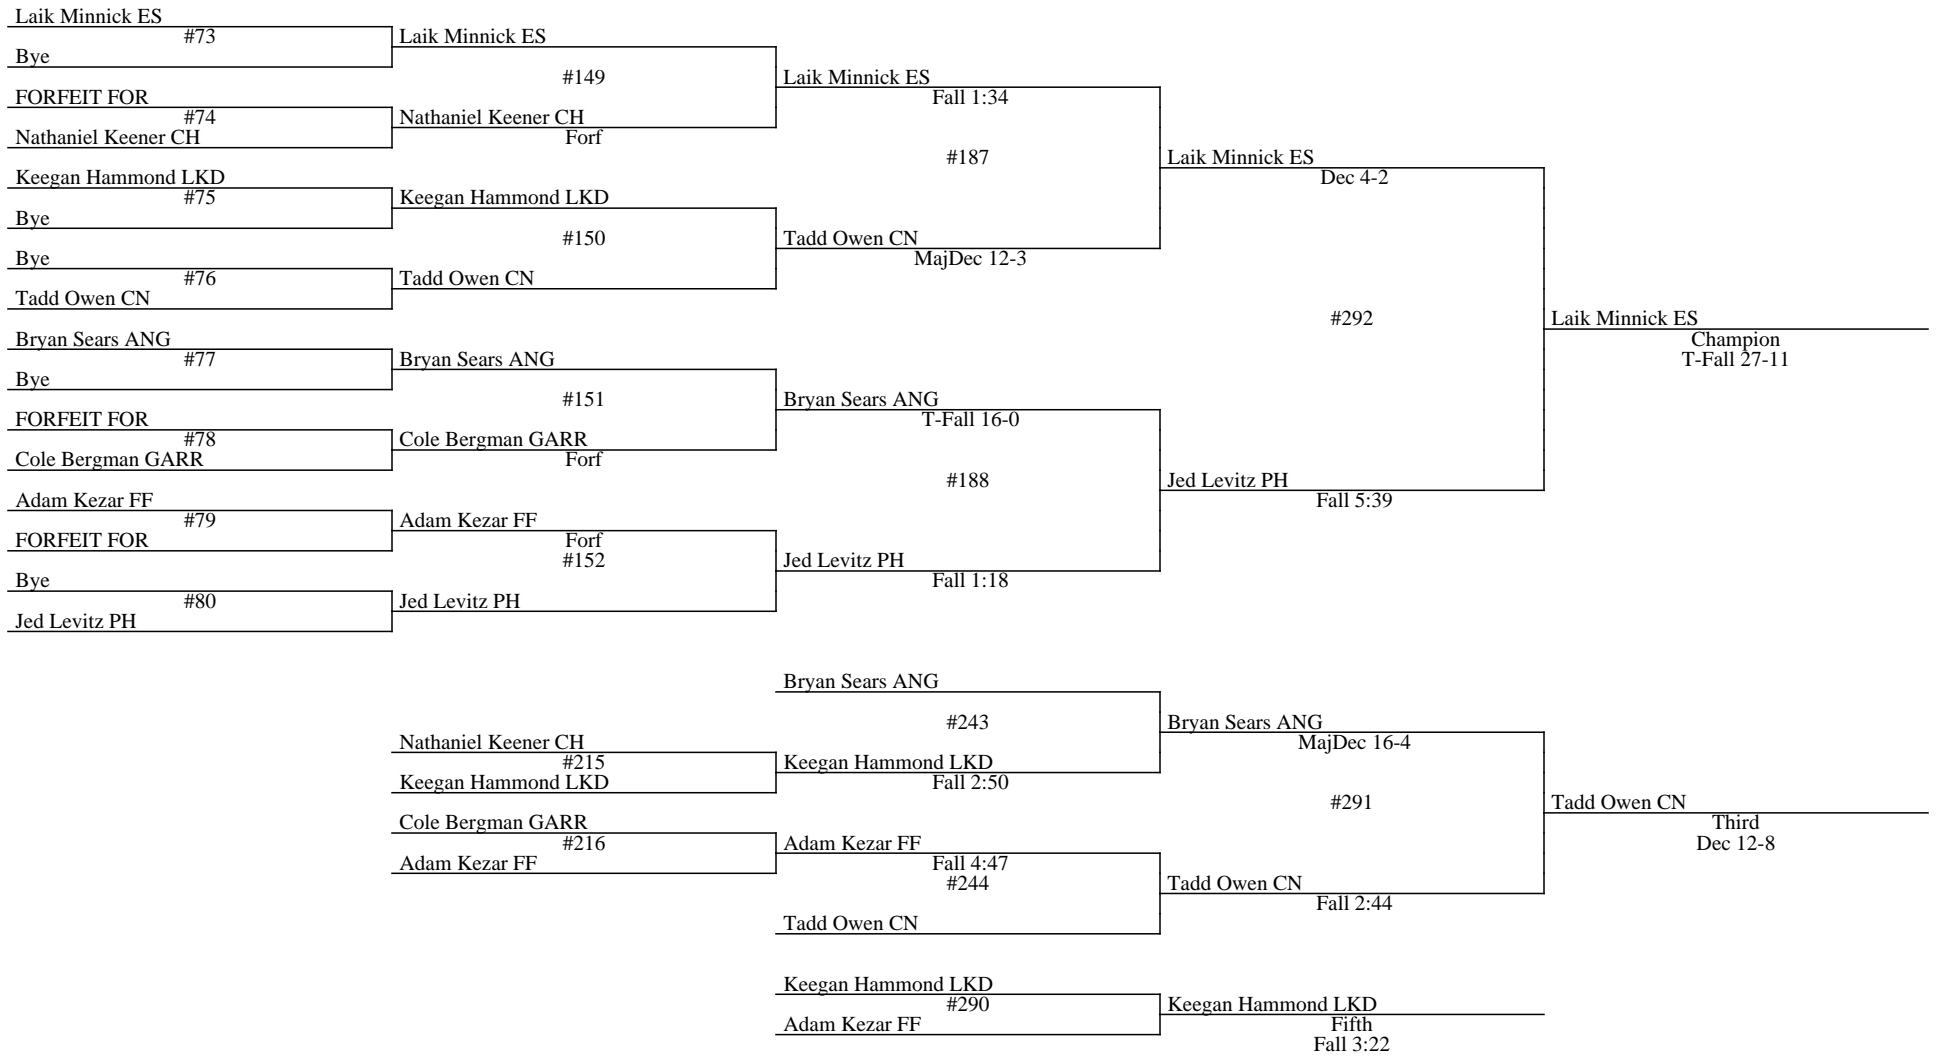 Laik Minnick ES
#73
Bye
Laik Minnick ES
#149
FORFEIT FOR
#74
Nathaniel Keener CH
Nathaniel Keener CH
Forf
Laik Minnick ES
Fall 1:34
#187
Keegan Hammond LKD
#75
Bye
Keegan Hammond LKD
#150
Bye
#76
Tadd Owen CN
Tadd Owen CN
Tadd Owen CN
MajDec 12-3
Laik Minnick ES
Dec 4-2
#292
Bryan Sears ANG
#77
Bye
Bryan Sears ANG
#151
FORFEIT FOR
#78
Cole Bergman GARR
Cole Bergman GARR
Forf
Bryan Sears ANG
T-Fall 16-0
#188
Adam Kezar FF
#79
FORFEIT FOR
Adam Kezar FF
Forf
#152
Bye
#80
Jed Levitz PH
Jed Levitz PH
Jed Levitz PH
Fall 1:18
Jed Levitz PH
Fall 5:39
Laik Minnick ES
Champion
T-Fall 27-11
Bryan Sears ANG
#243
Nathaniel Keener CH
#215
Keegan Hammond LKD
Keegan Hammond LKD
Fall 2:50
Bryan Sears ANG
MajDec 16-4
#291
Cole Bergman GARR
#216
Adam Kezar FF
Adam Kezar FF
Fall 4:47
#244
Tadd Owen CN
Tadd Owen CN
Fall 2:44
Tadd Owen CN
Third
Dec 12-8
Keegan Hammond LKD
#290
Adam Kezar FF
Keegan Hammond LKD
Fifth
Fall 3:22